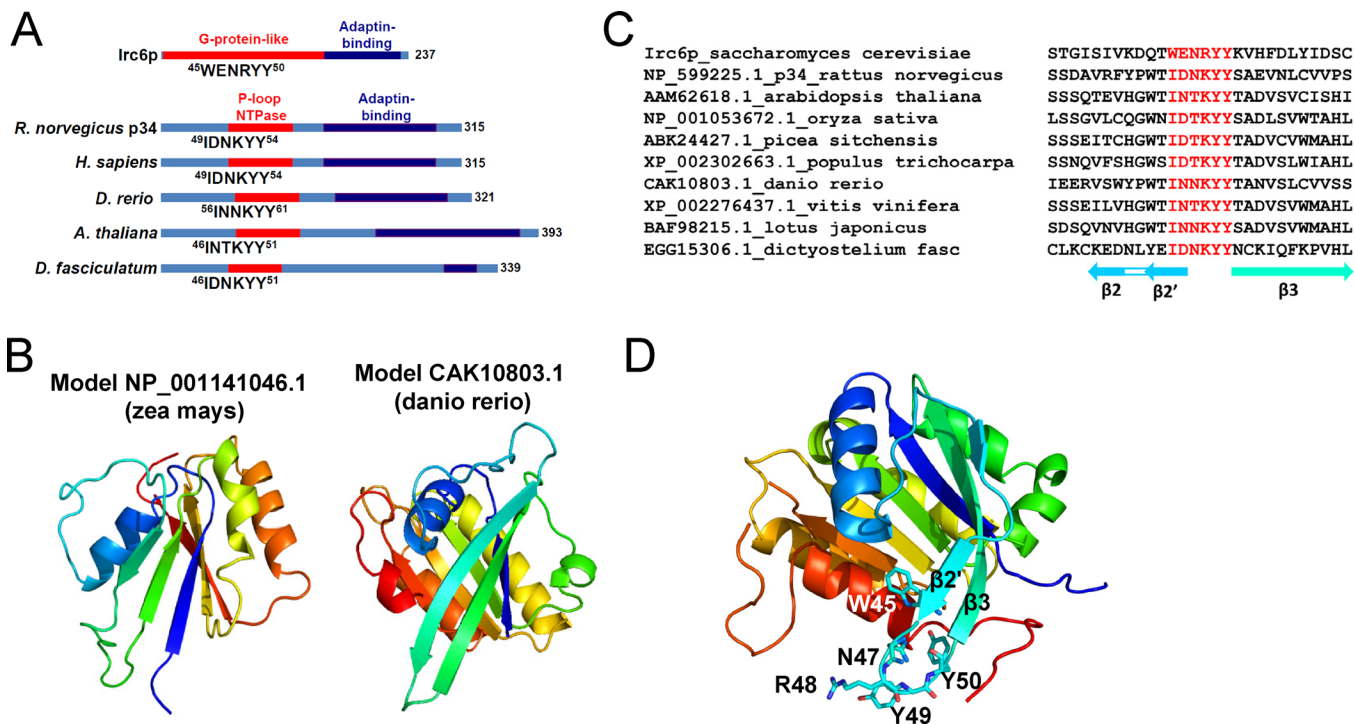 A
G-protein-like
Adaptin-
binding
Irc6p
237
45WENRYY50
P-loop
NTPase
Adaptin-
binding
R. norvegicus p34
315
49IDNKYY54
H. sapiens
315
49IDNKYY54
D. rerio
321
56INNKYY61
A. thaliana
393
46INTKYY51
D. fasciculatum
339
46IDNKYY51
B
Model NP_001141046.1
(zea mays)
Model CAK10803.1
(danio rerio)
C
Irc6p_saccharomyces cerevisiae STGISIVKDQTWENRYYKVHFDLYIDSC
NP_599225.1_p34_rattus norvegicus SSDAVRFYPWTIDNKYYSAEVNLCVVPS
AAM62618.1_arabidopsis thaliana SSSQTEVHGWTINTKYYTADVSVCISHI
NP_001053672.1_oryza sativa LSSGVLCQGWNIDTKYYSADLSVWTAHL
ABK24427.1_picea sitchensis SSSEITCHGWTIDTKYYTADVCVWMAHL
XP_002302663.1_populus trichocarpa SSNQVFSHGWSIDTKYYTADVSLWIAHL
CAK10803.1_danio rerio IEERVSWYPWTINNKYYTANVSLCVVSS
XP_002276437.1_vitis vinifera SSSEILVHGWTINTKYYTADVSVWMAHL
BAF98215.1_lotus japonicus SDSQVNVHGWTINNKYYSADVSVWMAHL
EGG15306.1_dictyostelium fasc CLKCKEDNLYEIDNKYYNCKIQFKPVHL
β2
β2'
β3
D
W45
β2'
β3
N47
R48
Y50
Y49